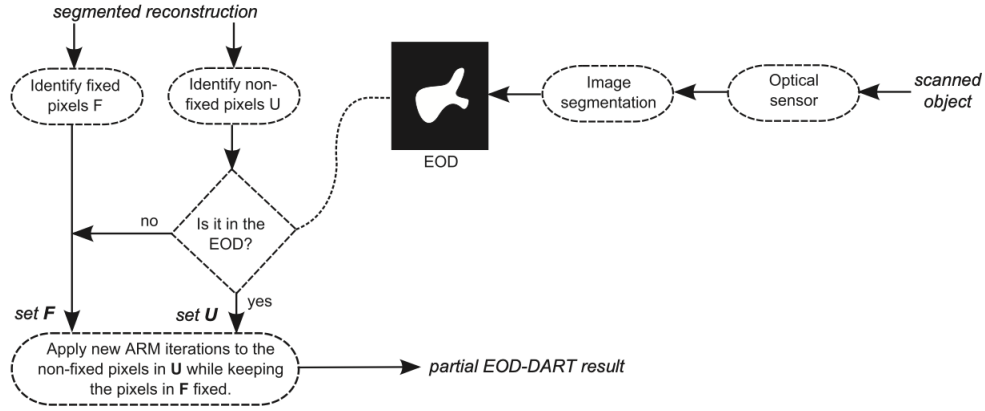 segmented reconstruction
Identify fixed
pixels F
Identify non-
fixed pixels U
Image
segmentation
Optical
sensor
scanned
object
EOD
Is it in the
EOD?
no
yes
set F
set U
Apply new ARM iterations to the
non-fixed pixels in U while keeping
the pixels in F fixed.
partial EOD-DART result